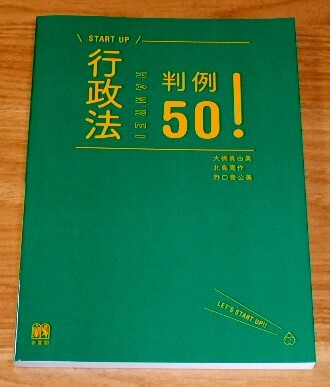 START UP
行政法
HANREI
判例
50!
大橋真由美
北島周作
野口貴公美
LET'S START UP!!
有斐閣